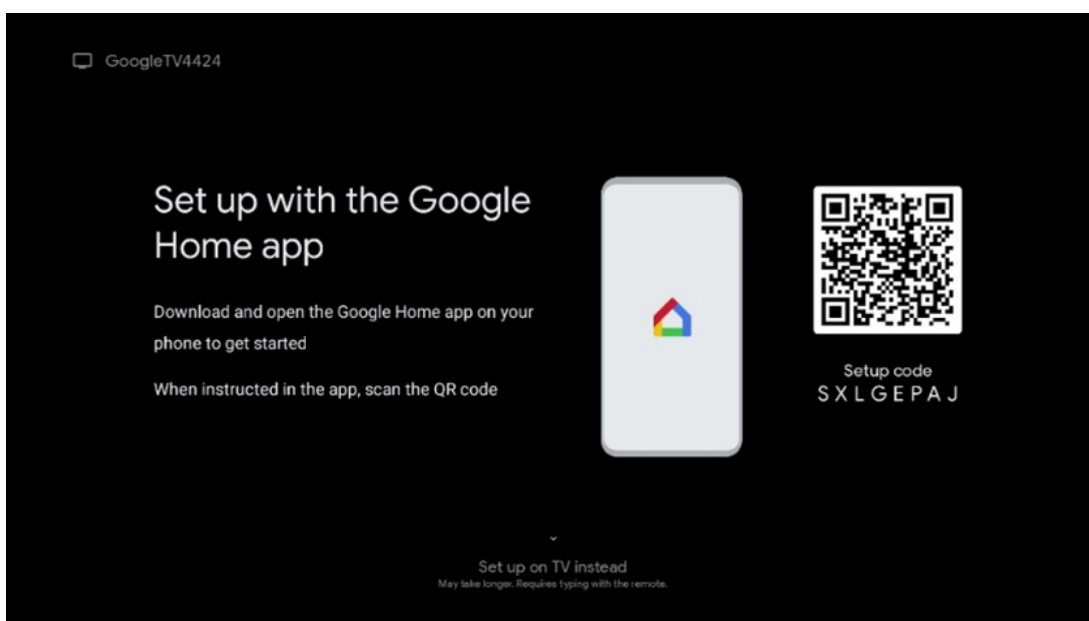 GoogleTV4424
Set up with the Google
Home app
Download and open the Google Home app on your
phone to get started
When instructed in the app, scan the QR code
Setup code
S X L G E P A J
Set up on TV instead
May take longer. Requires typing with the remote.